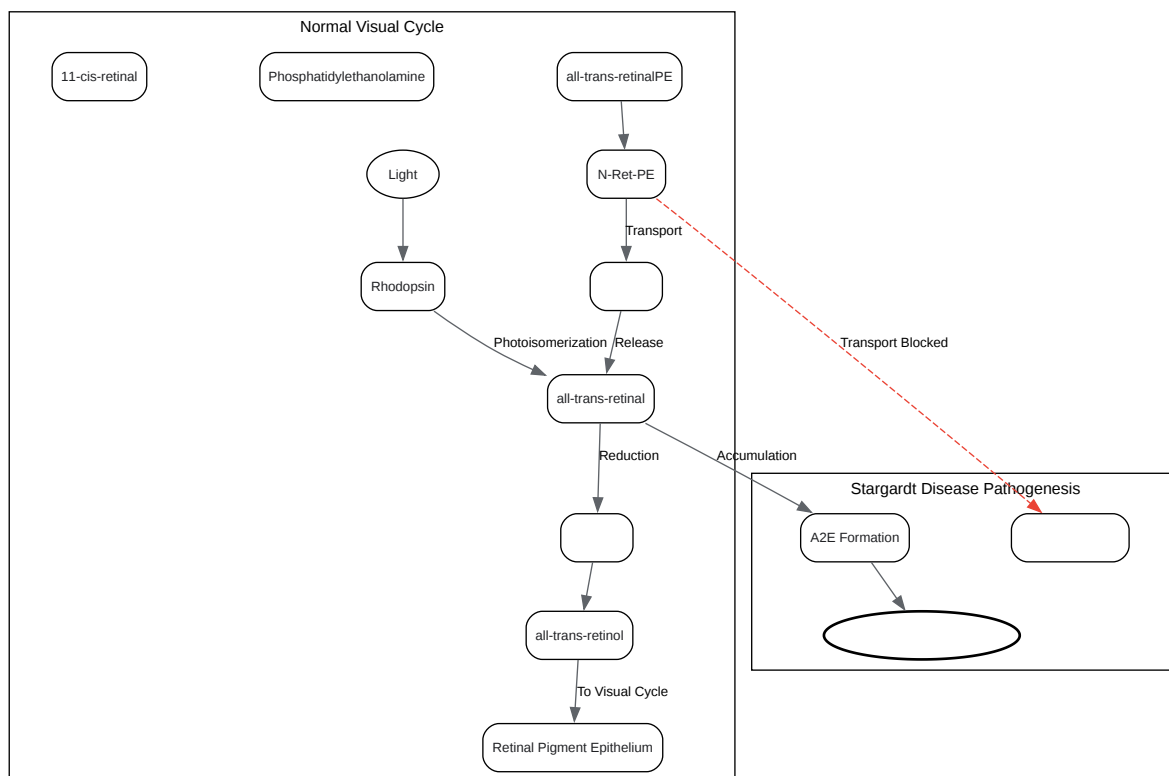 Normal Visual Cycle
11-cis-retinal
Phosphatidylethanolamine
all-trans-retinalPE
Light
N-Ret-PE
Transport
Rhodopsin
Photoisomerization
Release
Transport Blocked
all-trans-retinal
Reduction
Accumulation
Stargardt Disease Pathogenesis
A2E Formation
all-trans-retinol
To Visual Cycle
Retinal Pigment Epithelium